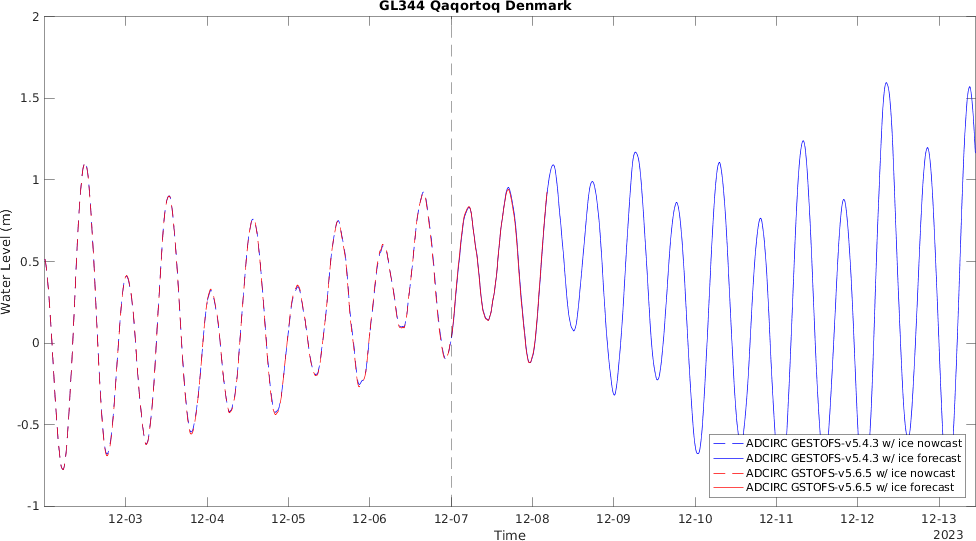 GL344 Qaqortoq Denmark
2
1.5
1
0.5
0
-0.5
-1
Water Level (m)
12-03 12-04 12-05 12-06 12-07 12-08 12-09 12-10 12-11 12-12 12-13
Time
2023
ADCIRC GESTOFS-v5.4.3 w/ ice nowcast
ADCIRC GESTOFS-v5.4.3 w/ ice forecast
ADCIRC GSTOFS-v5.6.5 w/ ice nowcast
ADCIRC GSTOFS-v5.6.5 w/ ice forecast